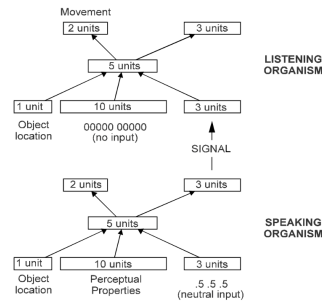 Movement
2 units
3 units
LISTENING
ORGANISM
5 units
1 unit
10 units
3 units
Object
location
00000 00000
(no input)
SIGNAL
2 units
3 units
SPEAKING
ORGANISM
5 units
1 unit
10 units
3 units
Object
location
Perceptual
Properties
.5 .5 .5
(neutral input)